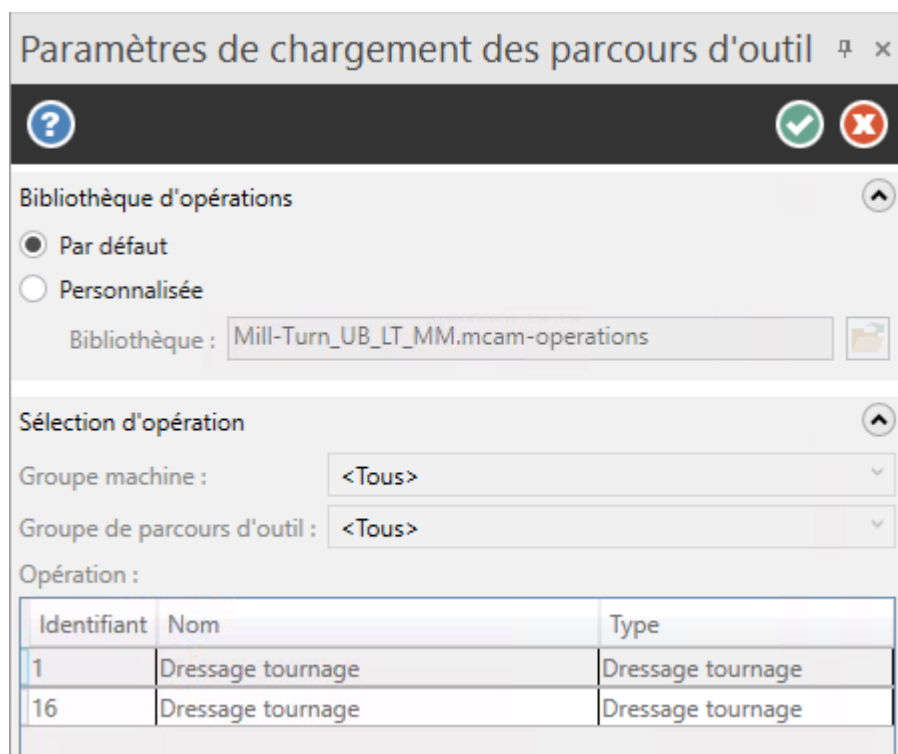 Paramètres de chargement des parcours d'outil
Bibliothèque d'opérations
Par défaut
Personnalisée
Bibliothèque : Mill-Turn_UB_LT_MM.mcam-operations
Sélection d'opération
Groupe machine : <Tous>
Groupe de parcours d'outil : <Tous>
Opération :
Identifiant Nom Type
1 Dressage tournage Dressage tournage
16 Dressage tournage Dressage tournage